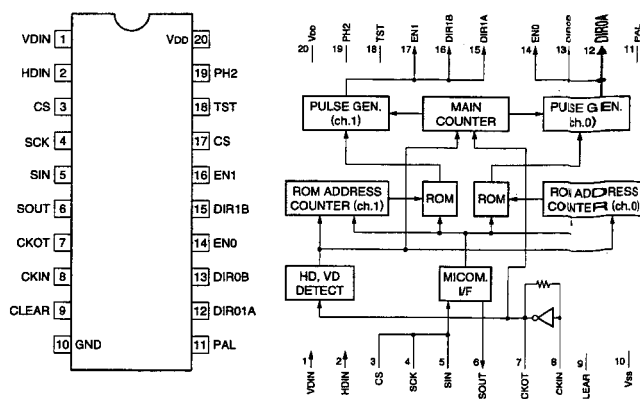 VDIN 1
HDIN 2
CS 3
SCK 4
SIN 5
SOUT 6
CKOT 7
CKIN 8
CLEAR 9
10 GND
VDD 20
19 PH2
18 TST
17 CS
16 EN1
15 DIR1B
14 EN0
13 DIR0B
12 DIR01A
11 PAL
20 VDD
19 PH2
18 TST
17 EN1
16 DIR1B
15 DIR1A
14 EN0
13
12 DIR0A
11 PAL
PULSE GEN.
(ch.1)
MAIN
COUNTER
PULSE GEN.
(ch.0)
ROM ADDRESS
COUNTER (ch.1)
ROM
ROM
ROM ADDRESS
COUNTER (ch.0)
HD, VD
DETECT
MICOM.
I/F
1 VDIN
2 HDIN
3 CS
4 SCK
5 SIN
6 SOUT
7 CKOT
8 CKIN
9 CLEAR
10 VSS